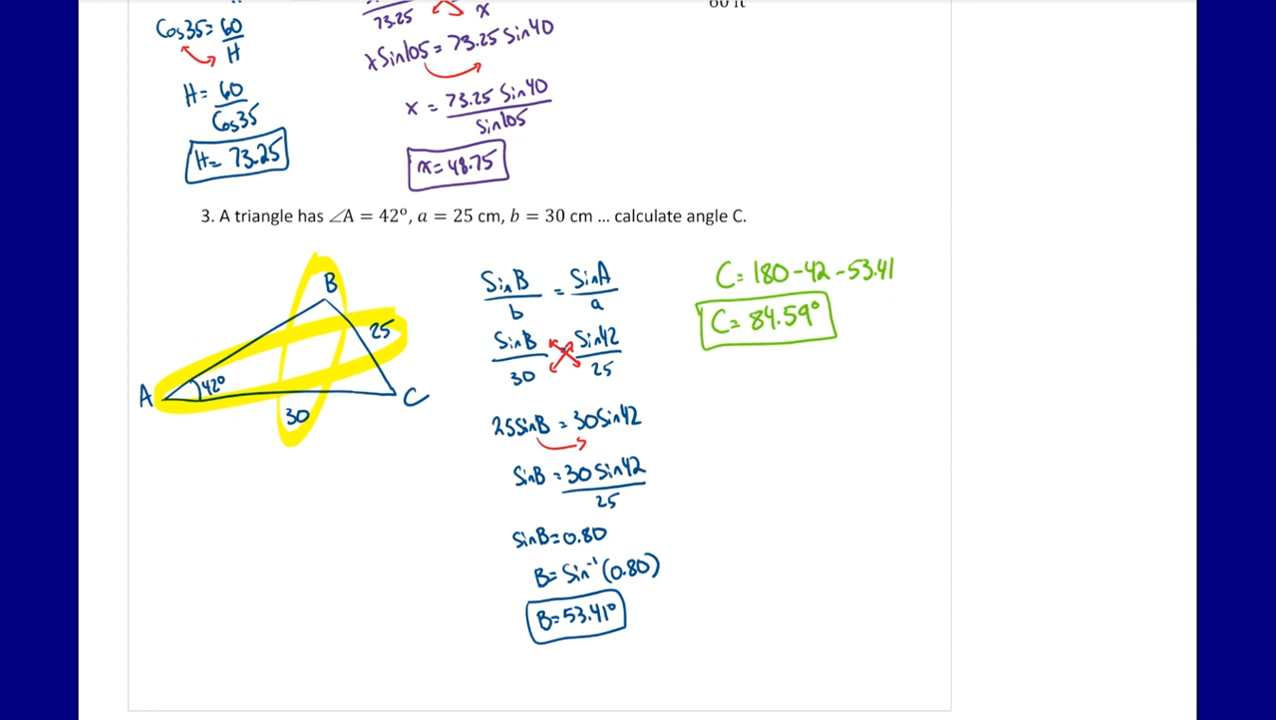 60 ft
Cos35=60
H
H=60
Cos35
H= 73.25
73.25 x
xSin105=73.25Sin40
x = 73.25 Sin40
Sin105
x=48.75
3. A triangle has ∠A = 42°, a = 25 cm, b = 30 cm ... calculate angle C.
B
25
A
42°
C
30
SinB = SinA
b a
SinB Sin42
30 25
25SinB = 30Sin42
SinB = 30Sin42
25
SinB=0.80
B= Sin⁻¹(0.80)
B=53.41°
C= 180-42-53.41
C= 84.59°